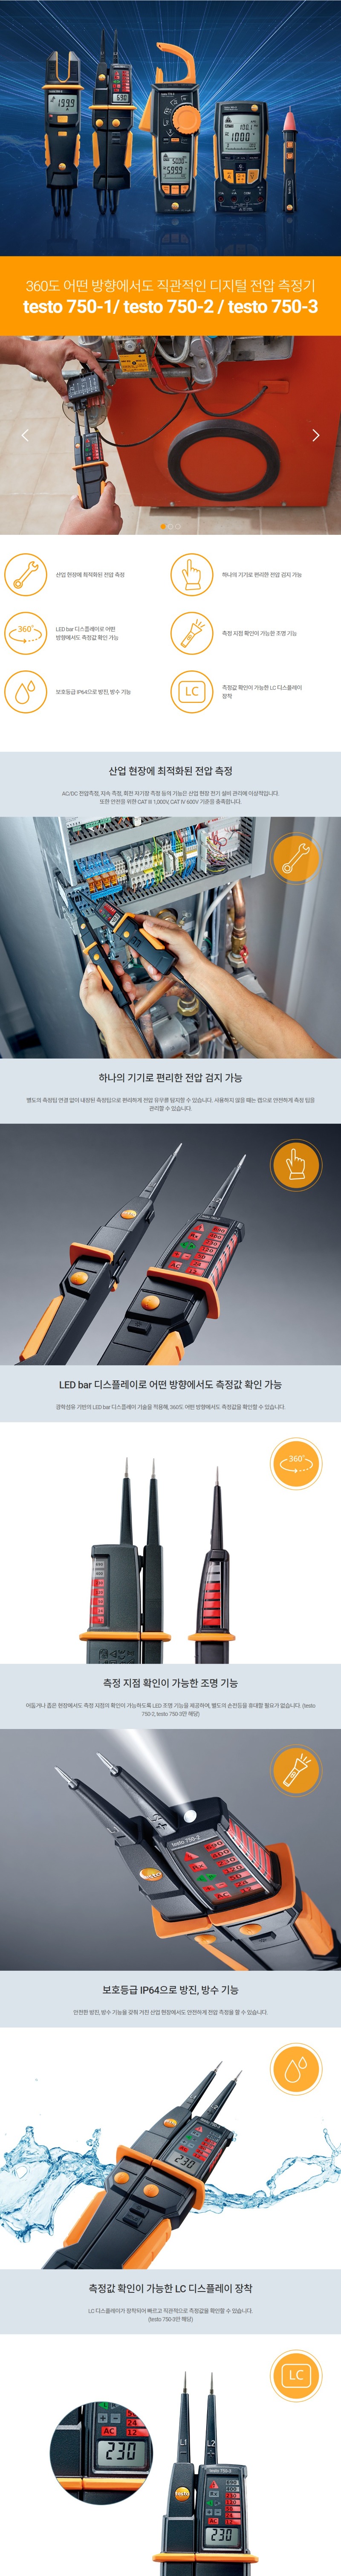 360도 어떤 방향에서도 직관적인 디지털 전압 측정기
testo 750-1/ testo 750-2 / testo 750-3
산업 현장에 최적화된 전압 측정
하나의 기기로 편리한 전압 검지 가능
360°
LED bar 디스플레이로 어떤
방향에서도 측정값 확인 가능
측정 지점 확인이 가능한 조명 기능
보호등급 IP64으로 방진, 방수 기능
LC
측정값 확인이 가능한 LC 디스플레이
장착
산업 현장에 최적화된 전압 측정
AC/DC 전압측정, 지속 측정, 회전 자기장 측정 등의 기능은 산업 현장 전기 설비 관리에 이상적입니다.
또한 안전을 위한 CAT III 1,000V, CAT IV 600V 기준을 충족합니다.
하나의 기기로 편리한 전압 검지 가능
별도의 측정팁 연결 없이 내장된 측정팁으로 편리하게 전압 유무를 탐지할 수 있습니다. 사용하지 않을 때는 캡으로 안전하게 측정 팁을
관리할 수 있습니다.
LED bar 디스플레이로 어떤 방향에서도 측정값 확인 가능
광학섬유 기반의 LED bar 디스플레이 기술을 적용해, 360도 어떤 방향에서도 측정값을 확인할 수 있습니다.
360°
측정 지점 확인이 가능한 조명 기능
어둡거나 좁은 현장에서도 측정 지점의 확인이 가능하도록 LED 조명 기능을 제공하여, 별도의 손전등을 휴대할 필요가 없습니다. (testo
750-2, testo 750-3만 해당)
testo 750-2
보호등급 IP64으로 방진, 방수 기능
안전한 방진, 방수 기능을 갖춰 거친 산업 현장에서도 안전하게 전압 측정을 할 수 있습니다.
230
측정값 확인이 가능한 LC 디스플레이 장착
LC 디스플레이가 장착되어 빠르고 직관적으로 측정값을 확인할 수 있습니다.
(testo 750-3만 해당)
LC
24
AC 12
230
L1 L2
testo 750-3
230